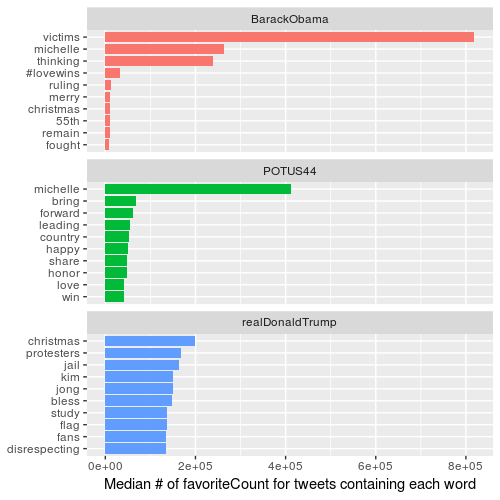 BarackObama
victims
michelle
thinking
#lovewins
ruling
merry
christmas
55th
remain
fought
POTUS44
michelle
bring
forward
leading
country
happy
share
honor
love
win
realDonaldTrump
christmas
protesters
jail
kim
jong
bless
study
flag
fans
disrespecting
0e+00 2e+05 4e+05 6e+05 8e+05
Median # of favoriteCount for tweets containing each word